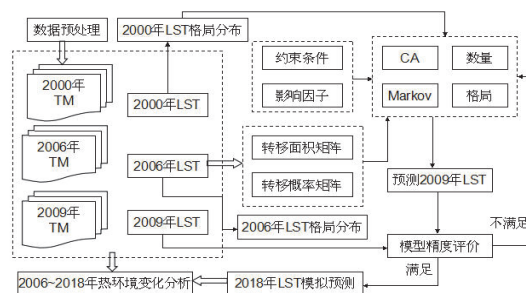 数据预处理
2000年LST格局分布
2000年
TM
2000年LST
2006年
TM
2006年LST
2009年
TM
2009年LST
约束条件
影响因子
CA
数量
Markov
格局
转移面积矩阵
转移概率矩阵
预测2009年LST
2006年LST格局分布
模型精度评价
不满足
满足
2006~2018年热环境变化分析
2018年LST模拟预测